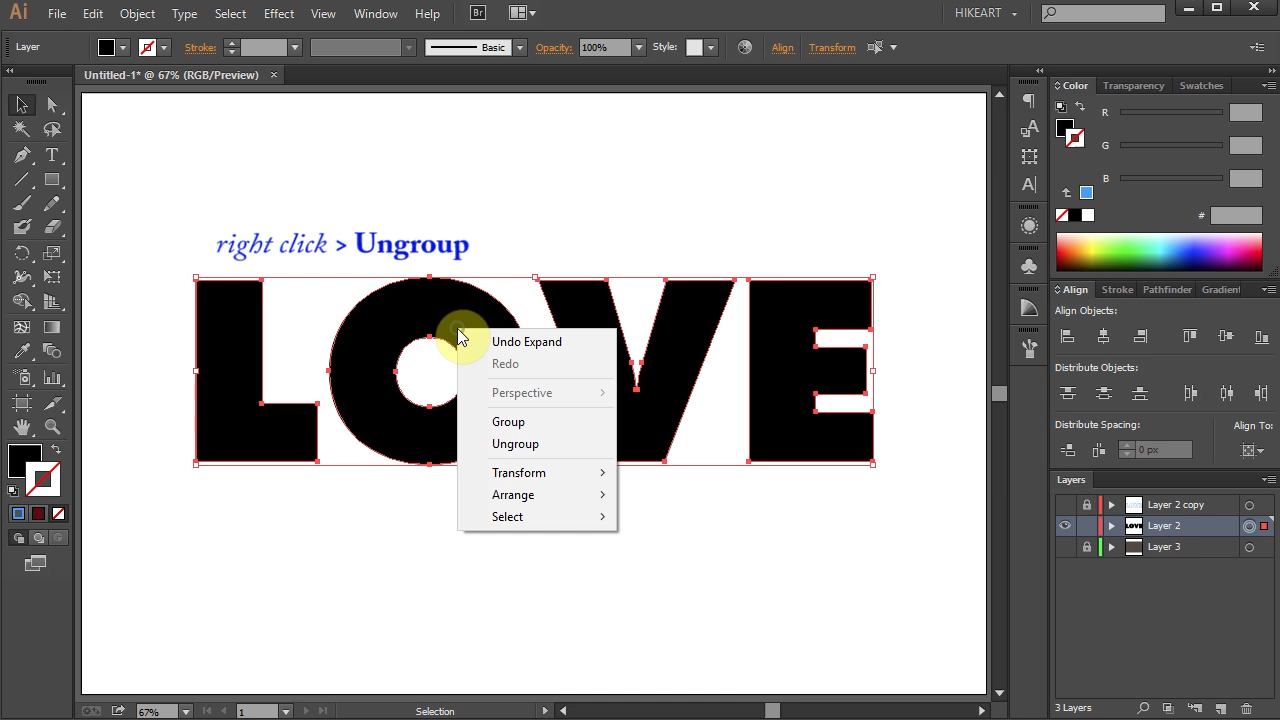 Ai File Edit Object Type Select Effect View Window Help Br HIKEART
Layer Stroke: Basic Opacity: 100% Style: Align Transform
Untitled-1* @ 67% (RGB/Preview) ×
Color Transparency Swatches
R
G
B
#
right click > Ungroup
LOVE
Undo Expand
Redo
Perspective
Group
Ungroup
Transform
Arrange
Select
Align Stroke Pathfinder Gradient
Align Objects:
Distribute Objects:
Distribute Spacing: Align To:
0 px
Layers
Layer 2 copy
LOVE Layer 2
Layer 3
3 Layers
67% 1 Selection